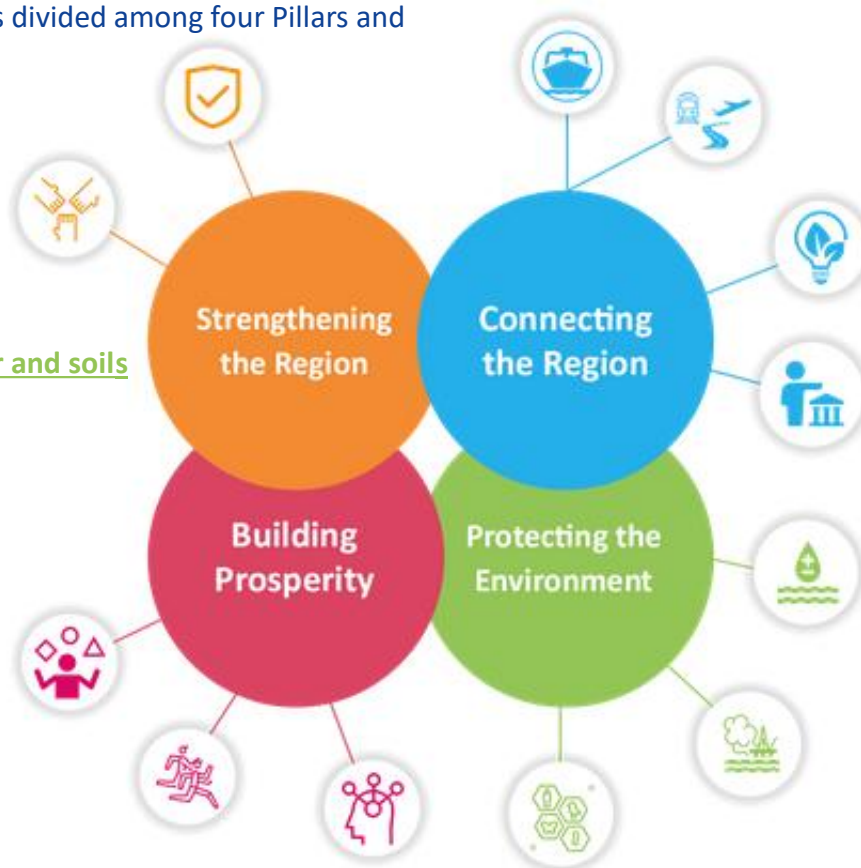 s divided among four Pillars and
Strengthening
the Region
Connecting
the Region
r and soils
Building
Prosperity
Protecting the
Environment